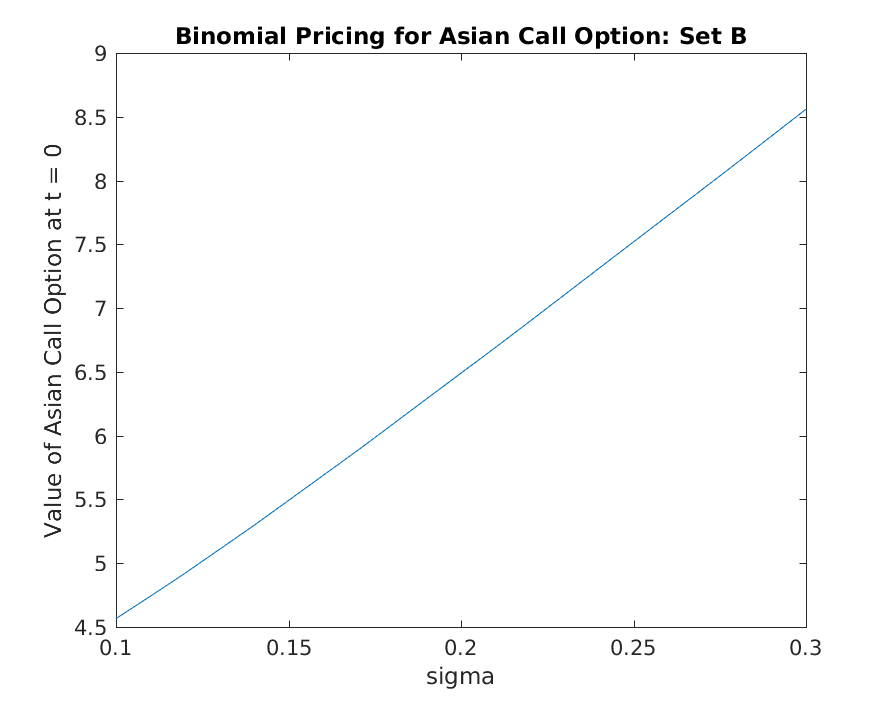 Binomial Pricing for Asian Call Option: Set B
Value of Asian Call Option at t = 0
9
8.5
8
7.5
7
6.5
6
5.5
5
4.5
0.1 0.15 0.2 0.25 0.3
sigma